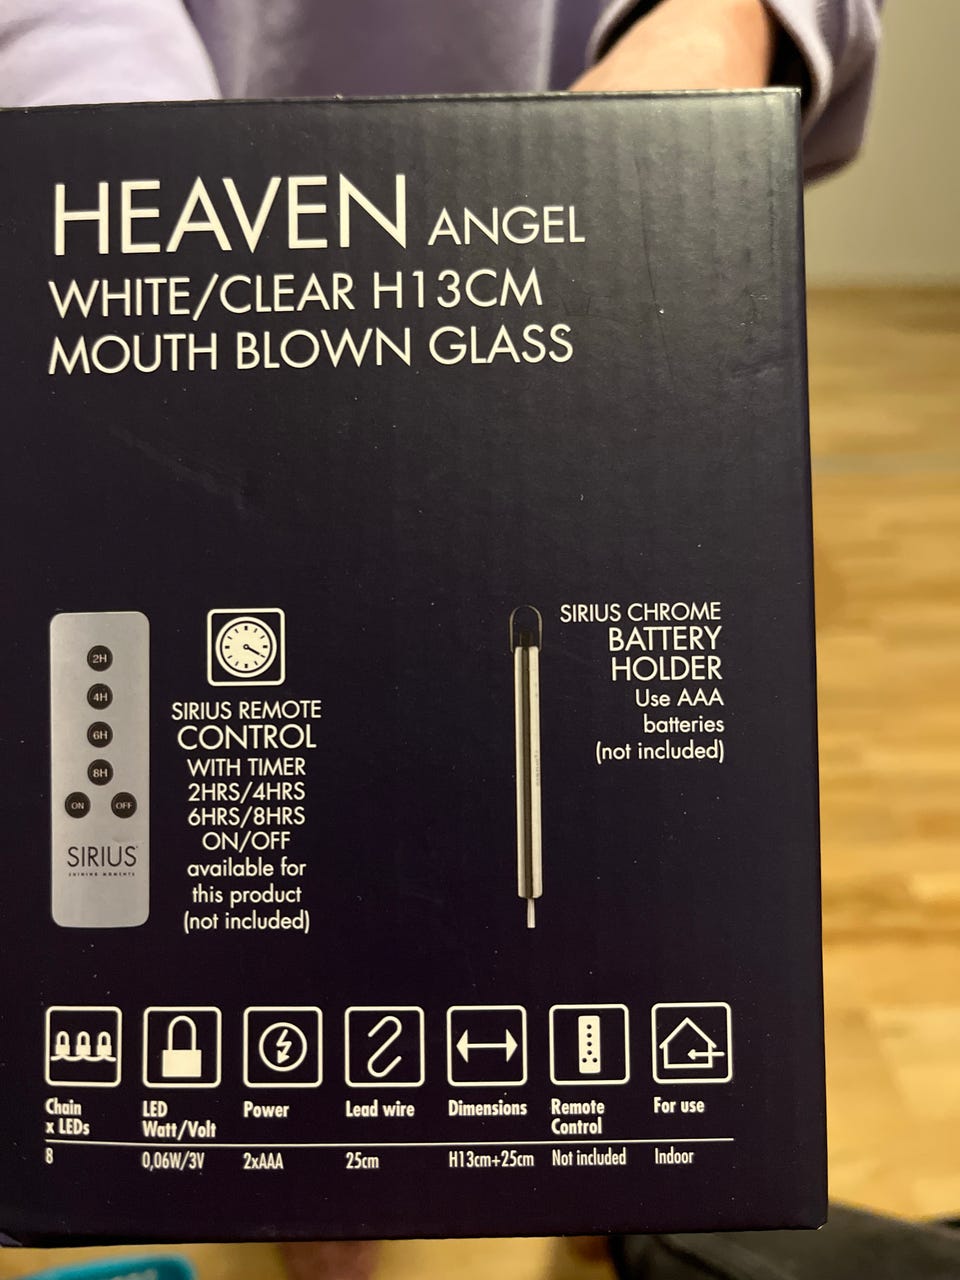 HEAVEN ANGEL
WHITE/CLEAR H13CM
MOUTH BLOWN GLASS
2H
4H
6H
8H
ON OFF
SIRIUS
SHINING MOMENTS
SIRIUS REMOTE
CONTROL
WITH TIMER
2HRS/4HRS
6HRS/8HRS
ON/OFF
available for
this product
(not included)
SIRIUS CHROME
BATTERY
HOLDER
Use AAA
batteries
(not included)
Chain
x LEDs
8
LED
Watt/Volt
0,06W/3V
Power
2xAAA
Lead wire
25cm
Dimensions
H13cm+25cm
Remote
Control
Not included
For use
Indoor